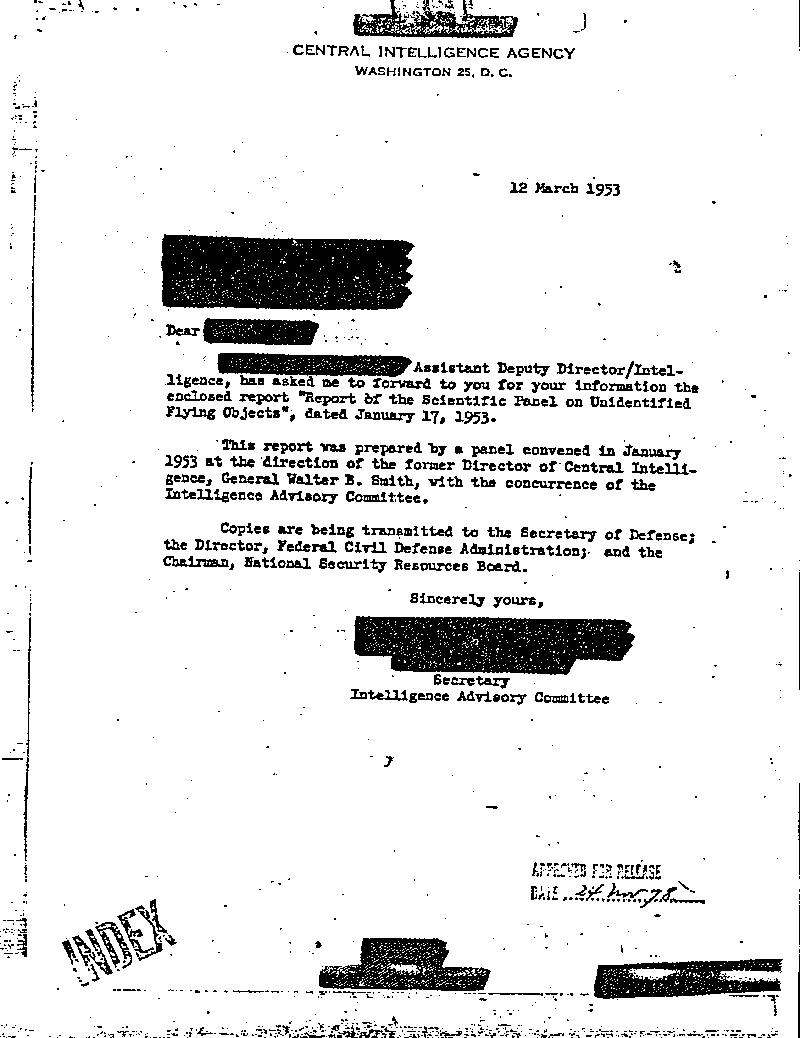 CENTRAL INTELLIGENCE AGENCY
WASHINGTON 25, D. C.
12 March 1953
Dear
Assistant Deputy Director/Intel-
ligence, has asked me to forward to you for your information the
enclosed report "Report of the Scientific Panel on Unidentified
Flying Objects", dated January 17, 1953.
This report was prepared by a panel convened in January
1953 at the direction of the former Director of Central Intelli-
gence, General Walter B. Smith, with the concurrence of the
Intelligence Advisory Committee.
Copies are being transmitted to the Secretary of Defense;
the Director, Federal Civil Defense Administration; and the
Chairman, National Security Resources Board.
Sincerely yours,
Secretary
Intelligence Advisory Committee
APPROVED FOR RELEASE
DATE 24 Nov 78
INDEX